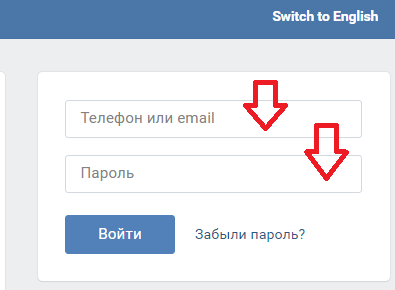 Switch to English
Телефон или email
Пароль
Войти Забыли пароль?